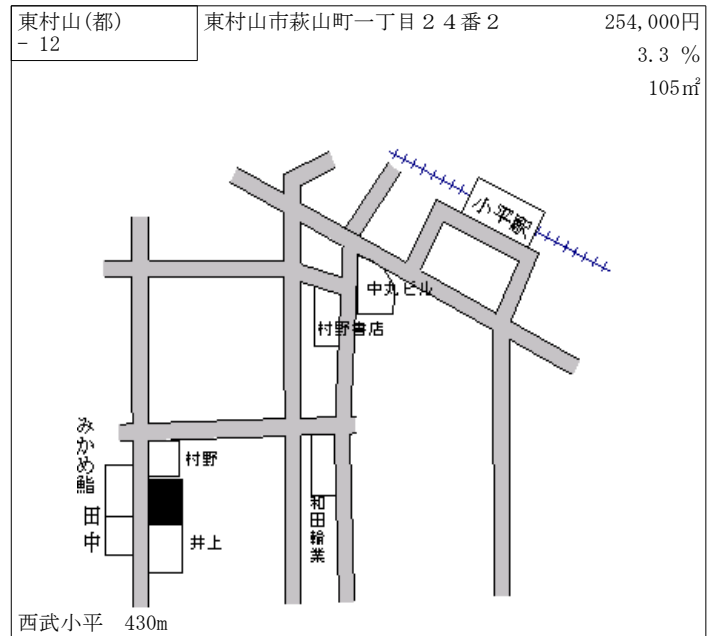 東村山(都)
- 12
東村山市萩山町一丁目２４番２
254,000円
3.3 %
105㎡
小平駅
中丸ビル
村野書店
みかめ鮨
村野
田中
井上
和田輪業
西武小平 430m